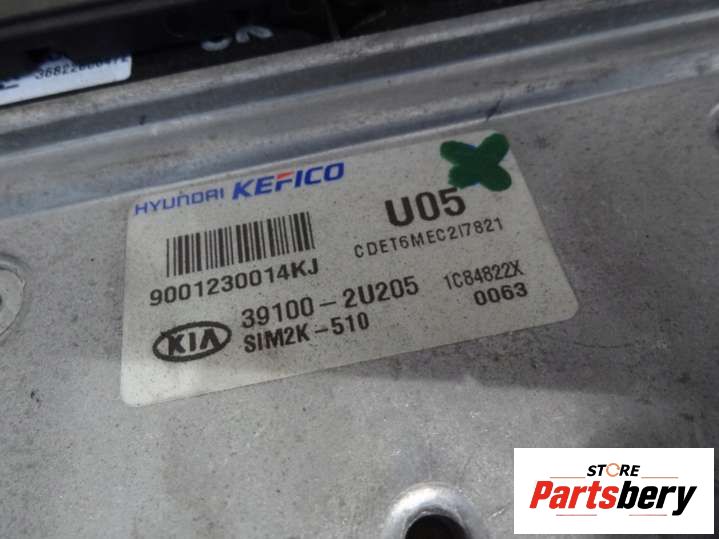 HYUNDAI KEFICO
U05
CDET6MEC2I7821
9001230014KJ
KIA
39100-2U205
1C84822X
SIM2K-510
0063
STORE
Partsbery